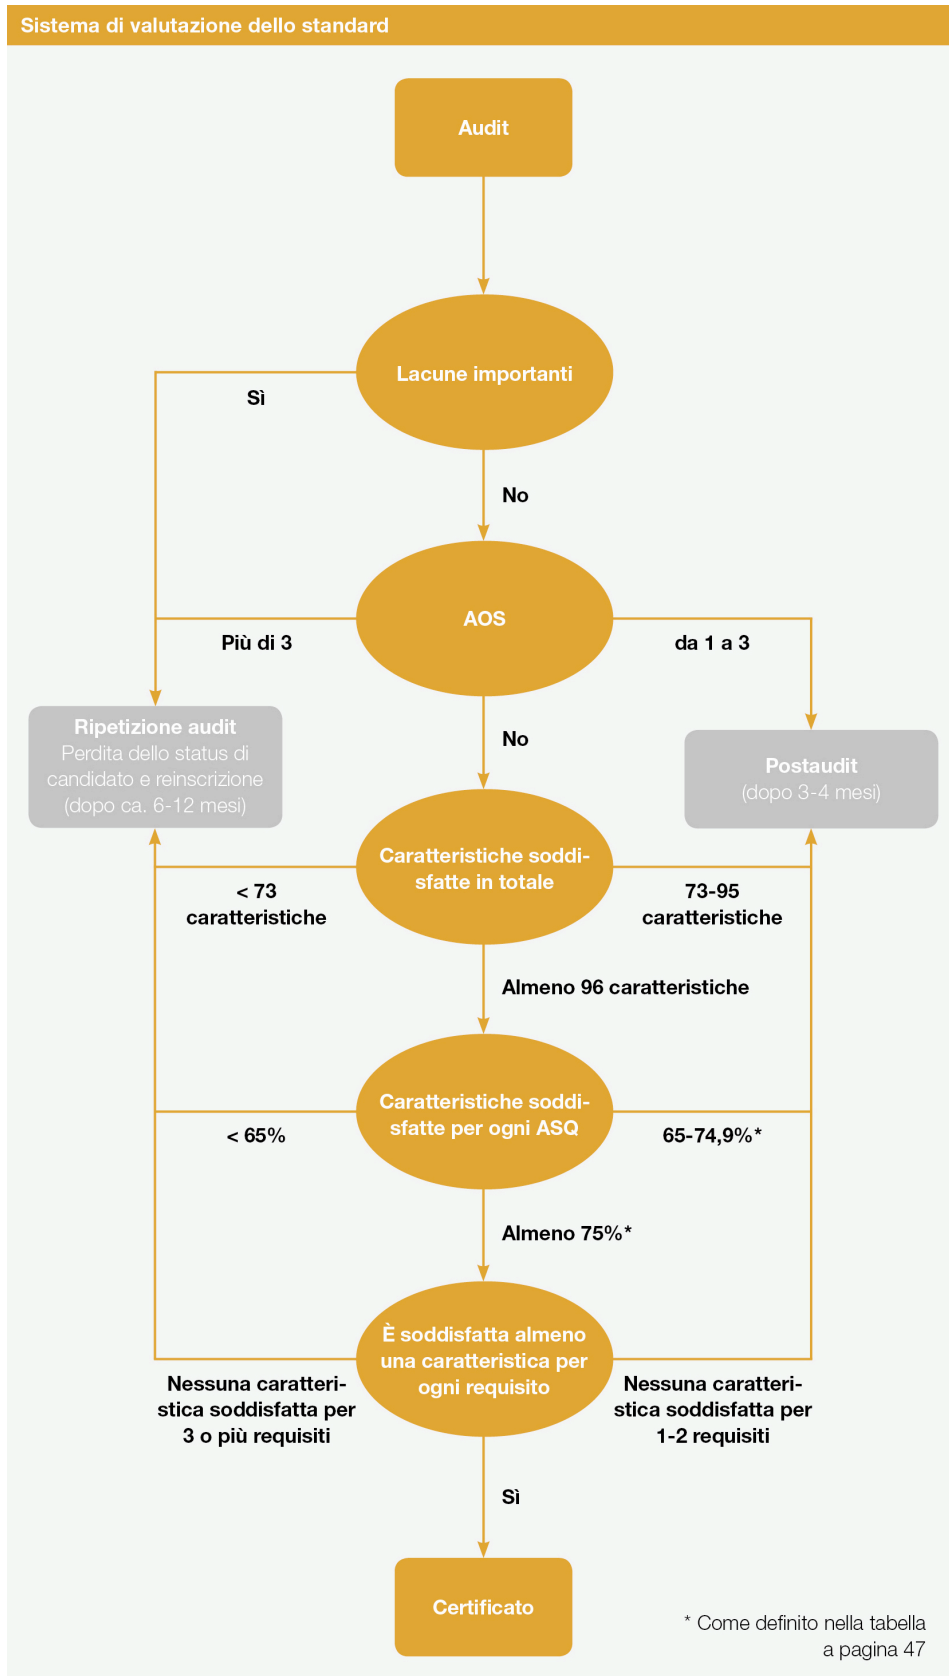 Sistema di valutazione dello standard
Audit
Lacune importanti
Sì
No
AOS
Più di 3
da 1 a 3
Ripetizione audit
Perdita dello status di
candidato e reinscrizione
(dopo ca. 6-12 mesi)
No
Postaudit
(dopo 3-4 mesi)
Caratteristiche soddi-
sfatte in totale
< 73
caratteristiche
73-95
caratteristiche
Almeno 96 caratteristiche
Caratteristiche soddi-
sfatte per ogni ASQ
< 65%
65-74,9%*
Almeno 75%*
È soddisfatta almeno
una caratteristica per
ogni requisito
Nessuna caratteri-
stica soddisfatta per
3 o più requisiti
Nessuna caratteri-
stica soddisfatta per
1-2 requisiti
Sì
Certificato
* Come definito nella tabella
a pagina 47